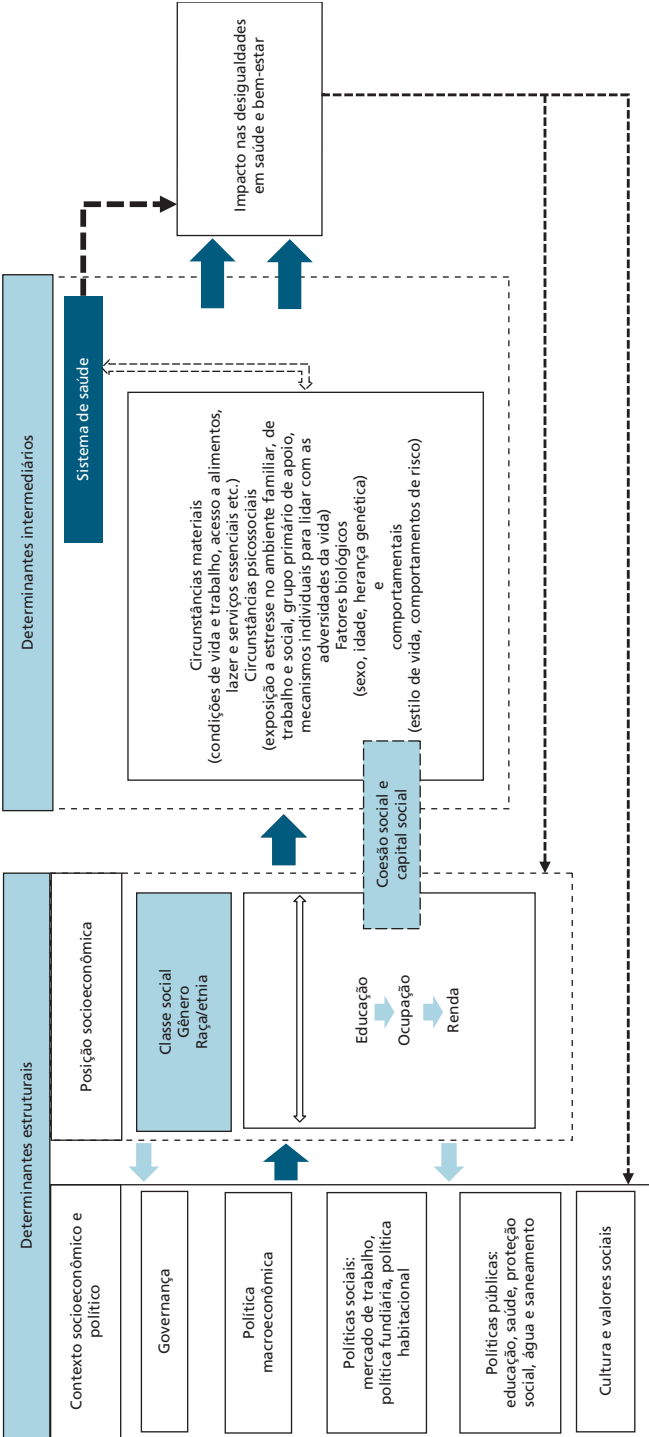 Determinantes estruturais
Contexto socioeconômico e
político
Governança
Política
macroeconômica
Políticas sociais:
mercado de trabalho,
política fundiária, política
habitacional
Políticas públicas:
educação, saúde, proteção
social, água e saneamento
Cultura e valores sociais
Posição socioeconômica
Classe social
Gênero
Raça/etnia
Educação
Ocupação
Renda
Coesão social e
capital social
Determinantes intermediários
Sistema de saúde
Circunstâncias materiais
(condições de vida e trabalho, acesso a alimentos,
lazer e serviços essenciais etc.)
Circunstâncias psicossociais
(exposição a estresse no ambiente familiar, de
trabalho e social, grupo primário de apoio,
mecanismos individuais para lidar com as
adversidades da vida)
Fatores biológicos
(sexo, idade, herança genética)
e
comportamentais
(estilo de vida, comportamentos de risco)
Impacto nas desigualdades
em saúde e bem-estar